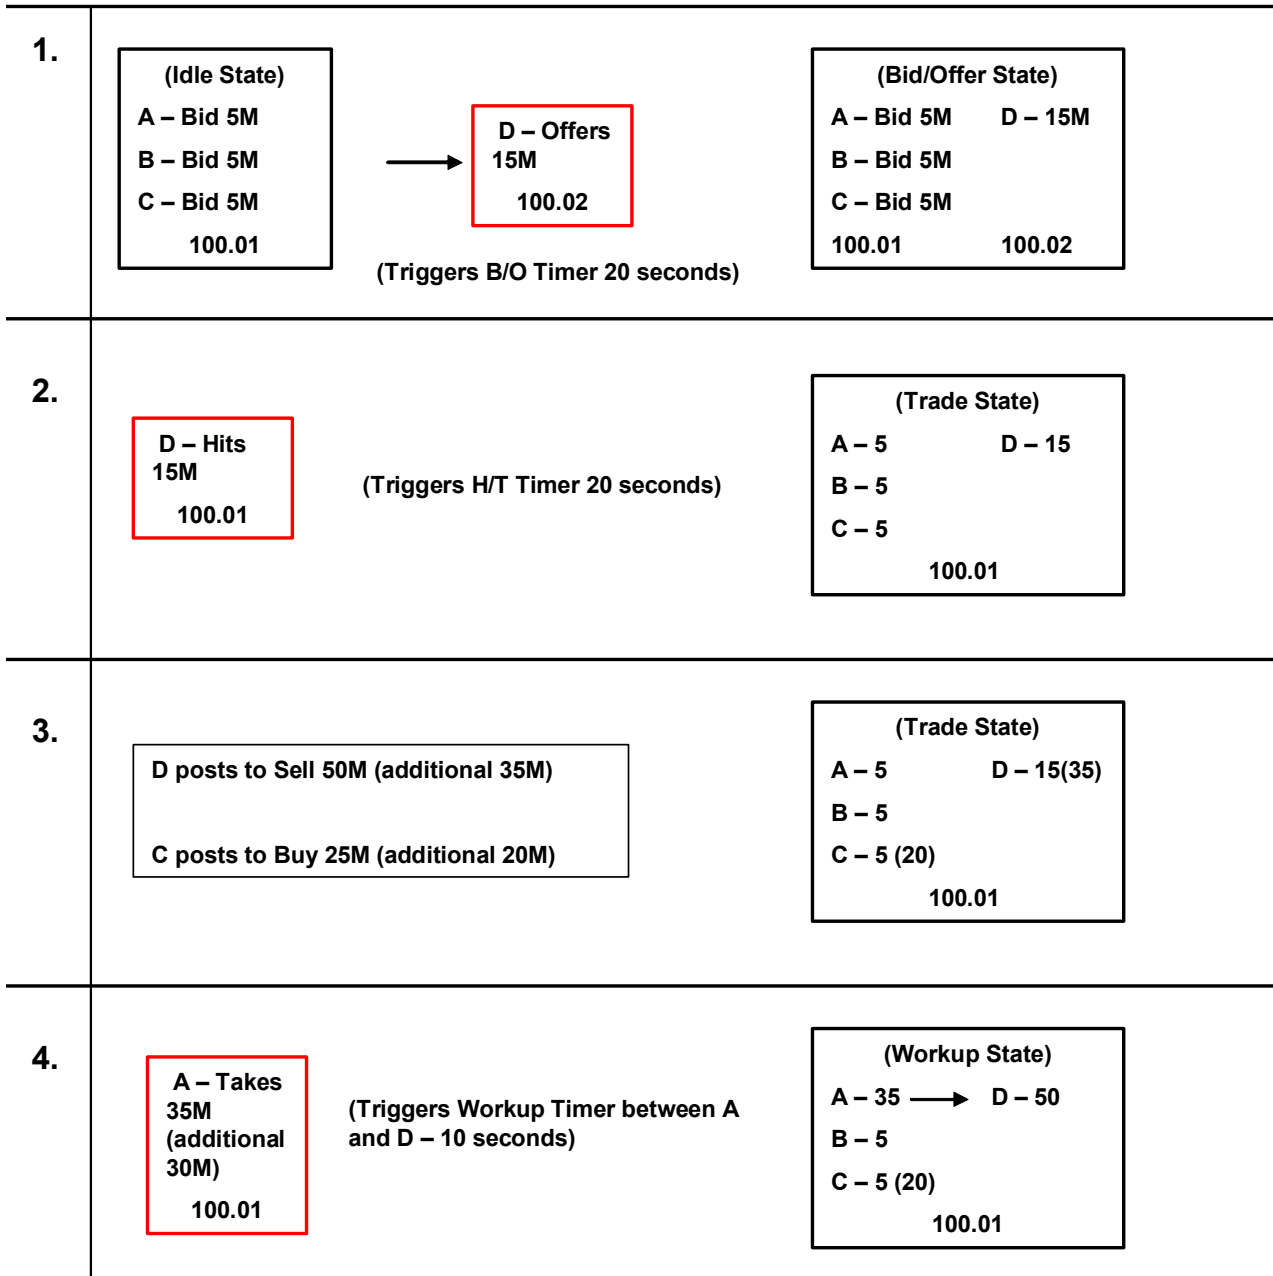 1.
(Idle State)
A – Bid 5M
B – Bid 5M
C – Bid 5M
100.01
D – Offers
15M
100.02
(Triggers B/O Timer 20 seconds)
(Bid/Offer State)
A – Bid 5M D – 15M
B – Bid 5M
C – Bid 5M
100.01 100.02
2.
D – Hits
15M
100.01
(Triggers H/T Timer 20 seconds)
(Trade State)
A – 5 D – 15
B – 5
C – 5
100.01
3.
D posts to Sell 50M (additional 35M)
C posts to Buy 25M (additional 20M)
(Trade State)
A – 5 D – 15(35)
B – 5
C – 5 (20)
100.01
4.
A – Takes
35M
(additional
30M)
100.01
(Triggers Workup Timer between A
and D – 10 seconds)
(Workup State)
A – 35 D – 50
B – 5
C – 5 (20)
100.01